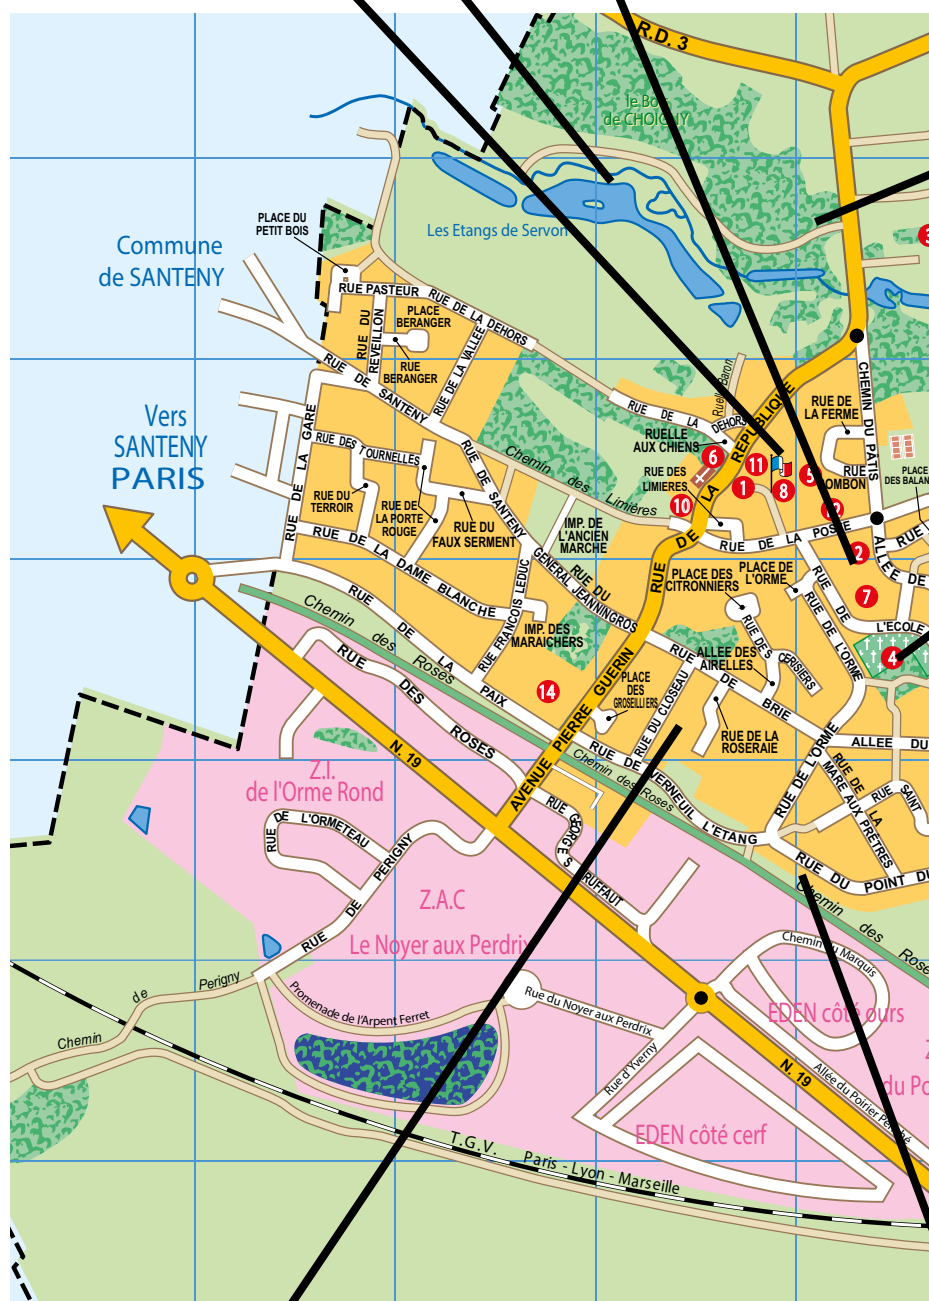 R.D. 3
le Bois
de CHOIGNY
Les Etangs de Servon
3
Commune
de SANTENY
PLACE DU
PETIT BOIS
RUE PASTEUR
RUE DE LA DEHORS
PLACE
BERANGER
RUE DU
REVEILLON
RUE
BERANGER
RUE DE LA VALLEE
RUE DE SANTENY
Vers
SANTENY
PARIS
RUE DE LA GARE
RUE DES TOURNELLES
RUE DU
TERROIR
RUE DE
LA PORTE
ROUGE
RUE DU
FAUX SERMENT
RUE DE SANTENY
Chemin des Limières
RUE DE LA DEHORS
Ruelle Baron
RUELLE
AUX CHIENS
RUE DES
LIMIERES
6
11
1
8
5
10
12
2
7
4
14
RUE DE LA REPUBLIQUE
CHEMIN DU PATIS
RUE DE
LA FERME
RUE
PLACE
RUE DE LA POSTE
RUE
ALLEE DE
IMP. DE
L'ANCIEN
MARCHE
RUE DU
GENERAL JEANNINGROS
RUE DE LA DAME BLANCHE
RUE FRANÇOIS LEDUC
IMP. DES
MARAICHERS
PLACE DES
CITRONNIERS
PLACE DE
L'ORME
RUE DE L'ECOLE
RUE DE L'ORME
RUE DES CERISIERS
ALLEE DES
AIRELLES
RUE DE BRIE
RUE DE LA
ROSERAIE
PLACE
DES
GROSEILLIERS
RUE DU CLOSEAU
ALLEE DU
RUE DE L'ORME
RUE DE LA
MARE AUX PRETRES
RUE SAINT
RUE DU POINT DU
RUE DE LA PAIX
Chemin des Roses
RUE DES ROSES
N. 19
AVENUE PIERRE GUERIN
RUE DE VERNEUIL L'ETANG
Chemin des Roses
Chemin des Roses
Z.I.
de l'Orme Rond
RUE DE L'ORMETEAU
RUE DE PERIGNY
RUE GEORGES RUFFAUT
Z.A.C
Le Noyer aux Perdrix
Chemin de Perigny
Promenade de l'Arpent Ferret
Rue du Noyer aux Perdrix
Rue d'Yverny
Chemin du Marquis
EDEN côté ours
N. 19
Allée du Poirier Penché
EDEN côté cerf
Z
du Po
T.G.V. Paris - Lyon - Marseille